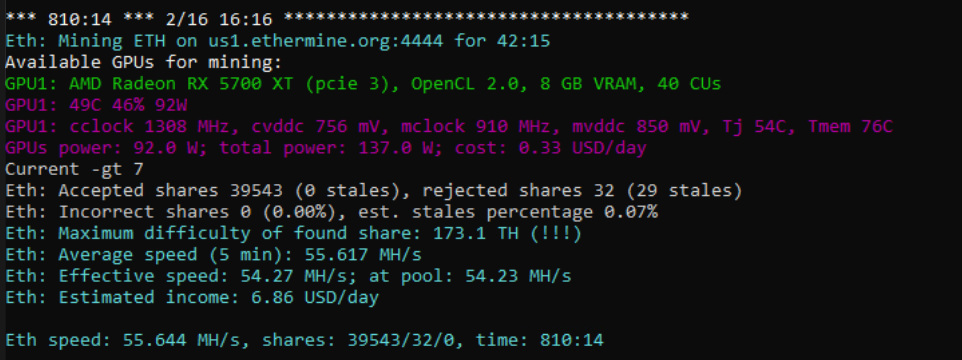 *** 810:14 *** 2/16 16:16 **************************************
Eth: Mining ETH on us1.ethermine.org:4444 for 42:15
Available GPUs for mining:
GPU1: AMD Radeon RX 5700 XT (pcie 3), OpenCL 2.0, 8 GB VRAM, 40 CUs
GPU1: 49C 46% 92W
GPU1: cclock 1308 MHz, cvddc 756 mV, mclock 910 MHz, mvddc 850 mV, Tj 54C, Tmem 76C
GPUs power: 92.0 W; total power: 137.0 W; cost: 0.33 USD/day
Current -gt 7
Eth: Accepted shares 39543 (0 stales), rejected shares 32 (29 stales)
Eth: Incorrect shares 0 (0.00%), est. stales percentage 0.07%
Eth: Maximum difficulty of found share: 173.1 TH (!!!)
Eth: Average speed (5 min): 55.617 MH/s
Eth: Effective speed: 54.27 MH/s; at pool: 54.23 MH/s
Eth: Estimated income: 6.86 USD/day
Eth speed: 55.644 MH/s, shares: 39543/32/0, time: 810:14